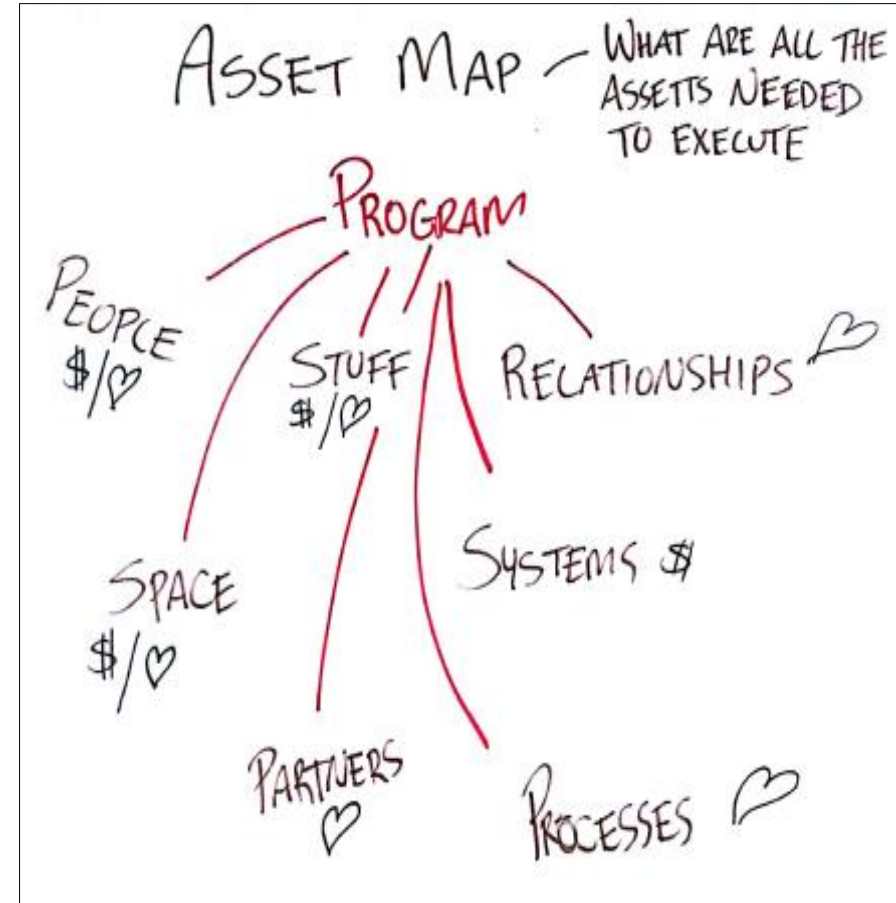 ASSET MAP – WHAT ARE ALL THE
ASSETTS NEEDED
TO EXECUTE
PROGRAM
PEOPLE
$/♡
STUFF
$/♡
RELATIONSHIPS ♡
SPACE
$/♡
SYSTEMS $
PARTNERS
♡
PROCESSES ♡